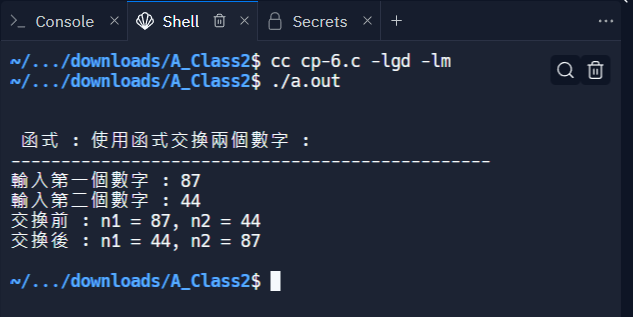 Console Shell Secrets
~/.../downloads/A_Class2$ cc cp-6.c -lgd -lm
~/.../downloads/A_Class2$ ./a.out
函式 : 使用函式交換兩個數字 :
------------------------------------------------
輸入第一個數字 : 87
輸入第二個數字 : 44
交換前 : n1 = 87, n2 = 44
交換後 : n1 = 44, n2 = 87
~/.../downloads/A_Class2$